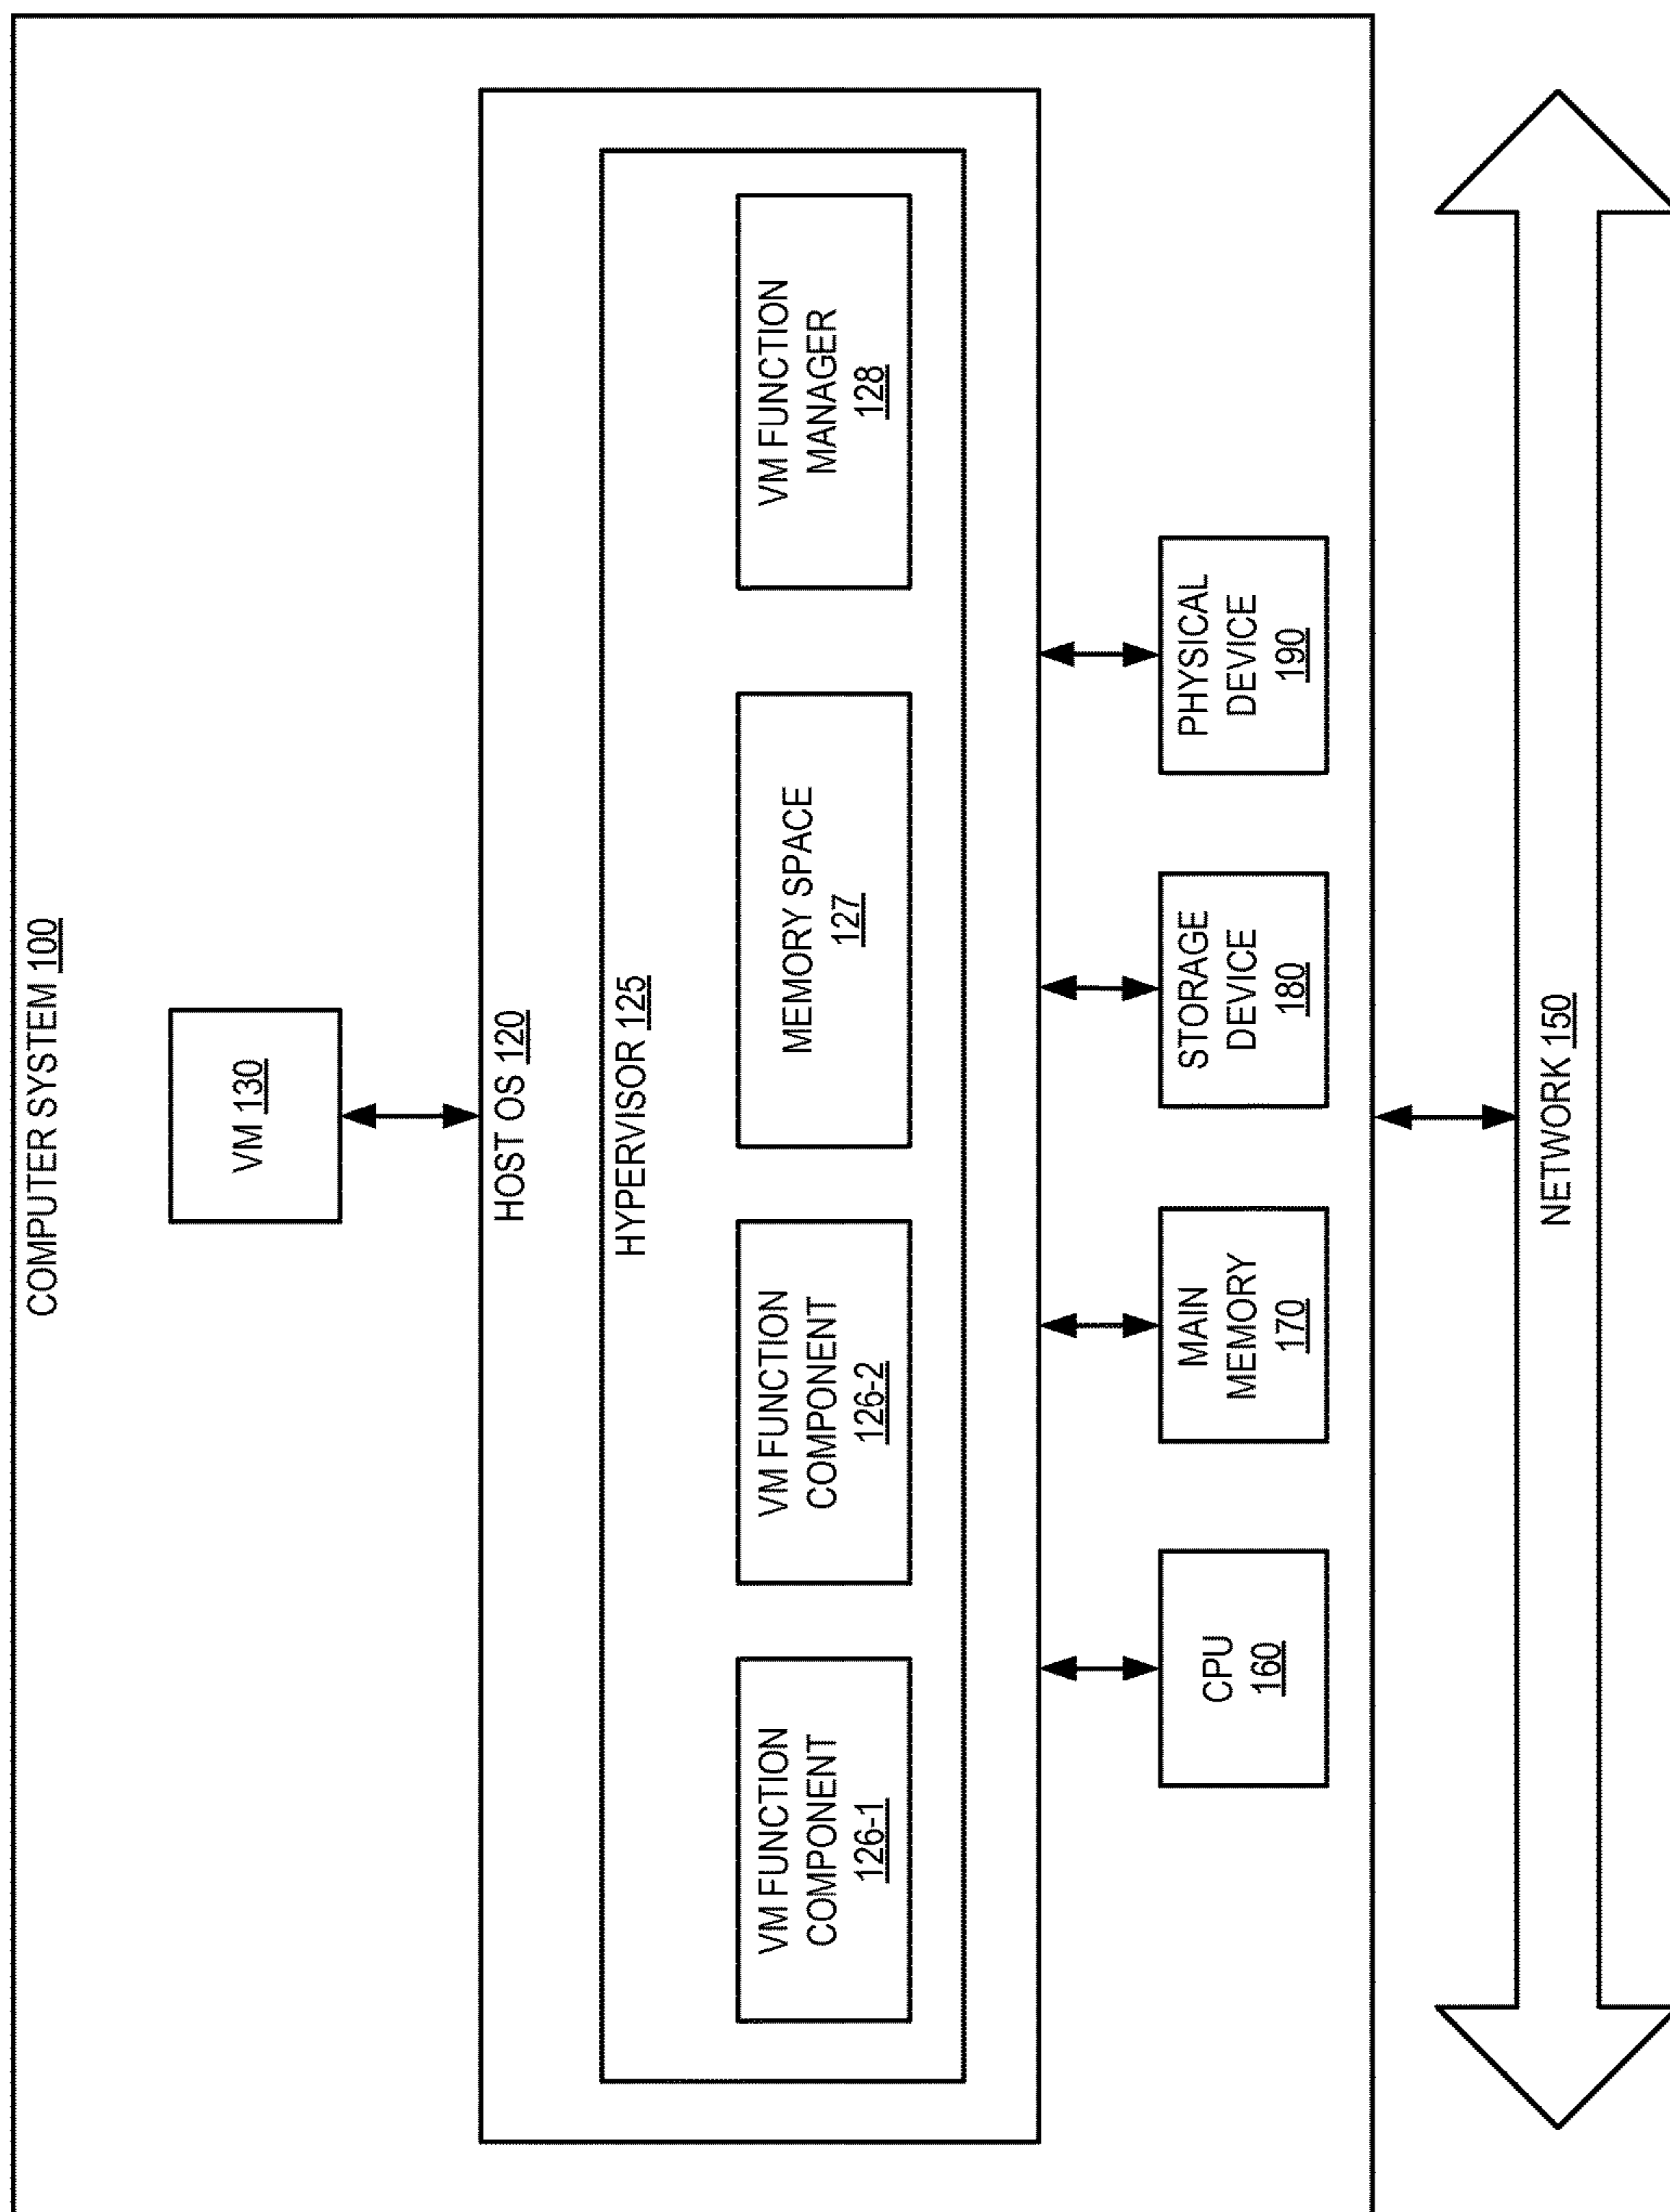 COMPUTER SYSTEM 100
VM 130
HOST OS 120
HYPERVISOR 125
VM FUNCTION
COMPONENT
126-1
VM FUNCTION
COMPONENT
126-2
MEMORY SPACE
127
VM FUNCTION
MANAGER
128
CPU
160
MAIN
MEMORY
170
STORAGE
DEVICE
180
PHYSICAL
DEVICE
190
NETWORK 150